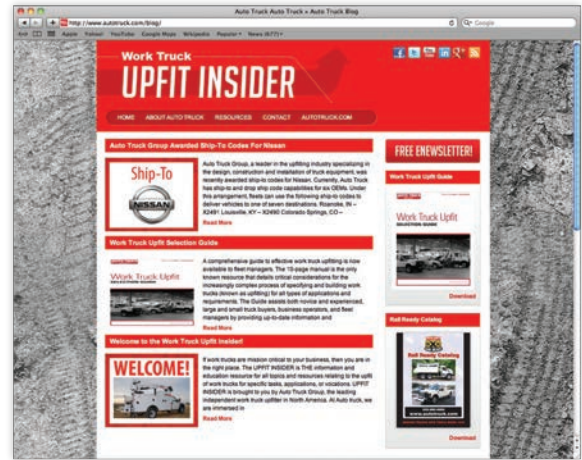 Auto Truck Auto Truck » Auto Truck Blog
http://www.autotruck.com/blog/
Google
Apple Yahoo! YouTube Google Maps Wikipedia Popular News (677)
Work Truck
UPFIT INSIDER
HOME ABOUT AUTO TRUCK RESOURCES CONTACT AUTOTRUCK.COM
Auto Truck Group Awarded Ship-To Codes For Nissan
Ship-To
NISSAN
Auto Truck Group, a leader in the upfitting industry specializing in
the design, construction and installation of truck equipment, was
recently awarded ship-to codes for Nissan. Currently, Auto Truck
has ship-to and drop ship code capabilities for six OEMs. Under
this arrangement, fleets can use the following ship-to codes to
deliver vehicles to one of seven destinations. Roanoke, IN –
X2491 Louisville, KY – X2490 Colorado Springs, CO –
Read More
Work Truck Upfit Selection Guide
Work Truck Upfit
A comprehensive guide to effective work truck upfitting is now
available to fleet managers. The 10-page manual is the only
known resource that details critical considerations for the
increasingly complex process of specifying and building work
trucks (known as upfitting) for all types of applications and
requirements. The Guide assists both novice and experienced,
large and small truck buyers, business operators, and fleet
managers by providing up-to-date information and
Read More
Welcome to the Work Truck Upfit Insider!
WELCOME!
If work trucks are mission critical to your business, then you are in
the right place. The UPFIT INSIDER is THE information and
education resource for all topics and resources relating to the upfit
of work trucks for specific tasks, applications, or vocations. UPFIT
INSIDER is brought to you by Auto Truck Group, the leading
independent work truck upfitter in North America. At Auto truck, we
are immersed in
Read More
FREE ENEWSLETTER!
Work Truck Upfit Guide
Work Truck Upfit
SELECTION GUIDE
Download
Rail Ready Catalog
Rail Ready Catalog
www.autotruck.com
Download